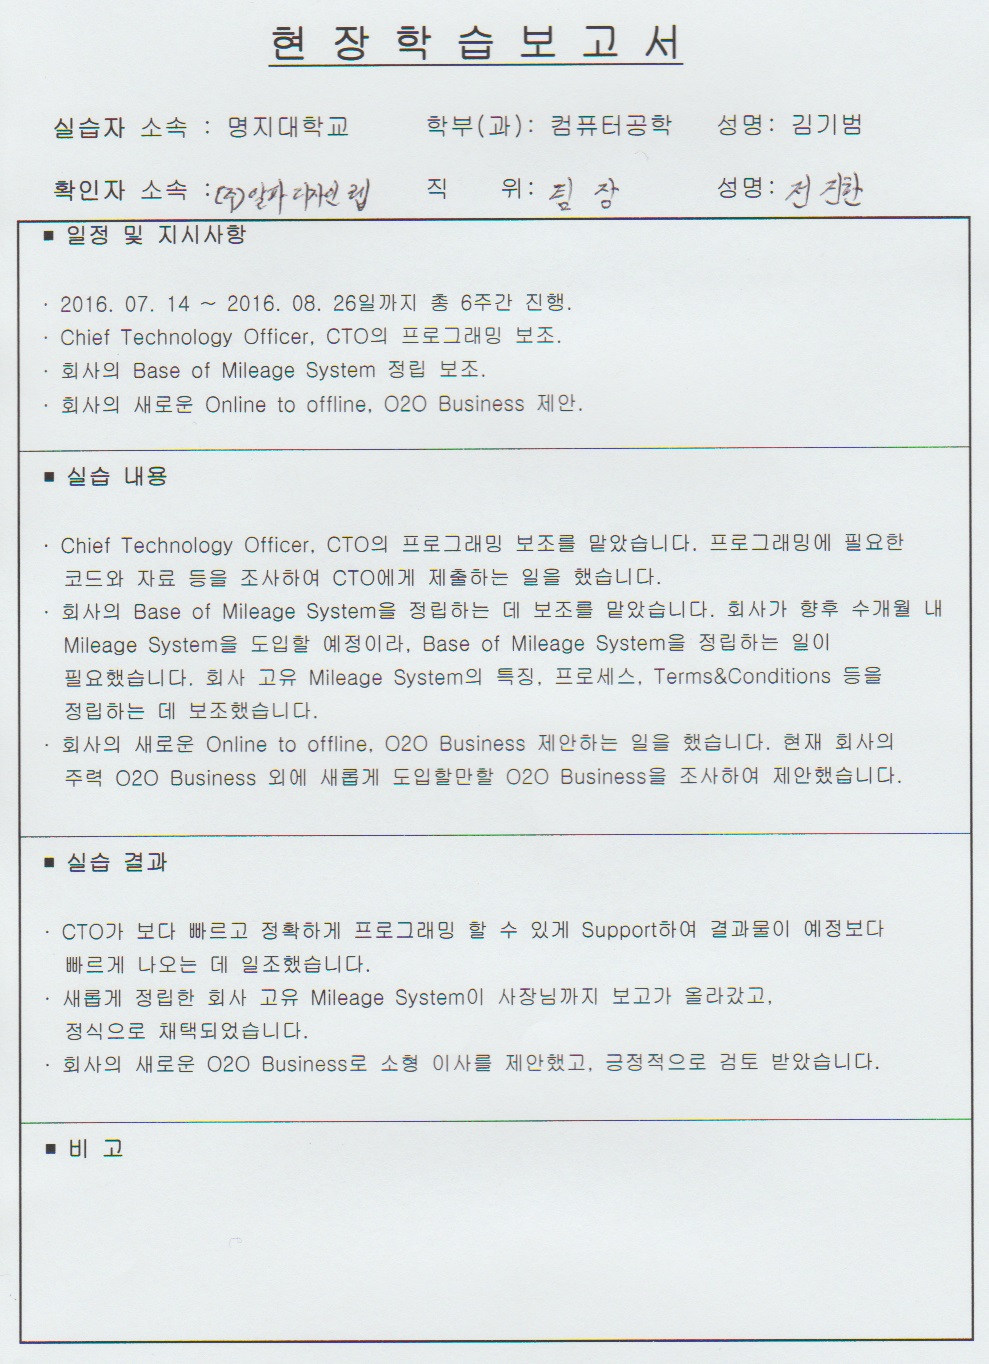 현 장 학 습 보 고 서
실습자 소속 : 명지대학교 학부(과): 컴퓨터공학 성명: 김기범
확인자 소속 : (주)알파디자인랩 직 위: 팀 장 성명: 전진한
■ 일정 및 지시사항
· 2016. 07. 14 ~ 2016. 08. 26일까지 총 6주간 진행.
· Chief Technology Officer, CTO의 프로그래밍 보조.
· 회사의 Base of Mileage System 정립 보조.
· 회사의 새로운 Online to offline, O2O Business 제안.
■ 실습 내용
· Chief Technology Officer, CTO의 프로그래밍 보조를 맡았습니다. 프로그래밍에 필요한
코드와 자료 등을 조사하여 CTO에게 제출하는 일을 했습니다.
· 회사의 Base of Mileage System을 정립하는 데 보조를 맡았습니다. 회사가 향후 수개월 내
Mileage System을 도입할 예정이라, Base of Mileage System을 정립하는 일이
필요했습니다. 회사 고유 Mileage System의 특징, 프로세스, Terms&Conditions 등을
정립하는 데 보조했습니다.
· 회사의 새로운 Online to offline, O2O Business 제안하는 일을 했습니다. 현재 회사의
주력 O2O Business 외에 새롭게 도입할만할 O2O Business을 조사하여 제안했습니다.
■ 실습 결과
· CTO가 보다 빠르고 정확하게 프로그래밍 할 수 있게 Support하여 결과물이 예정보다
빠르게 나오는 데 일조했습니다.
· 새롭게 정립한 회사 고유 Mileage System이 사장님까지 보고가 올라갔고,
정식으로 채택되었습니다.
· 회사의 새로운 O2O Business로 소형 이사를 제안했고, 긍정적으로 검토 받았습니다.
■ 비 고